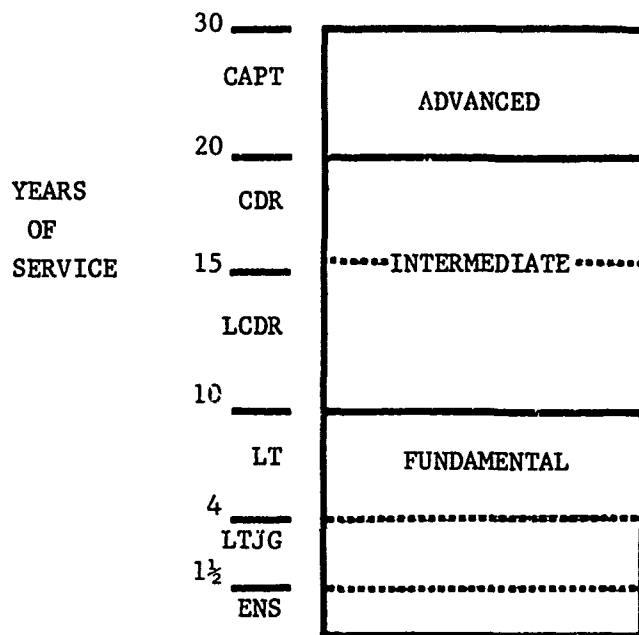 30
CAPT
ADVANCED
20
YEARS
OF
SERVICE
CDR
15
INTERMEDIATE
LCDR
10
LT
FUNDAMENTAL
4
LTJG
1½
ENS